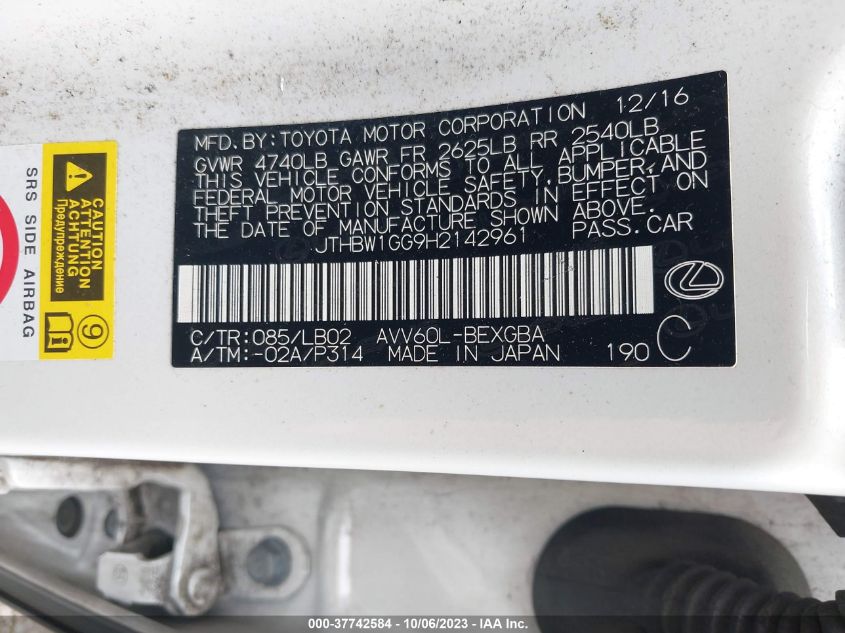 MFD. BY: TOYOTA MOTOR CORPORATION 12/16
GVWR 4740LB GAWR FR 2625LB RR 2540LB
THIS VEHICLE CONFORMS TO ALL APPLICABLE
FEDERAL MOTOR VEHICLE SAFETY, BUMPER, AND
THEFT PREVENTION STANDARDS IN EFFECT ON
THE DATE OF MANUFACTURE SHOWN ABOVE.
JTHBW1GG9H2142961 PASS. CAR
C/TR: 085/LB02 AVV60L-BEXGBA
A/TM: -02A/P314 MADE IN JAPAN 190 C
SRS SIDE AIRBAG
CAUTION
ATTENTION
ACHTUNG
Предупреждение
9
000-37742584 - 10/06/2023 - IAA Inc.